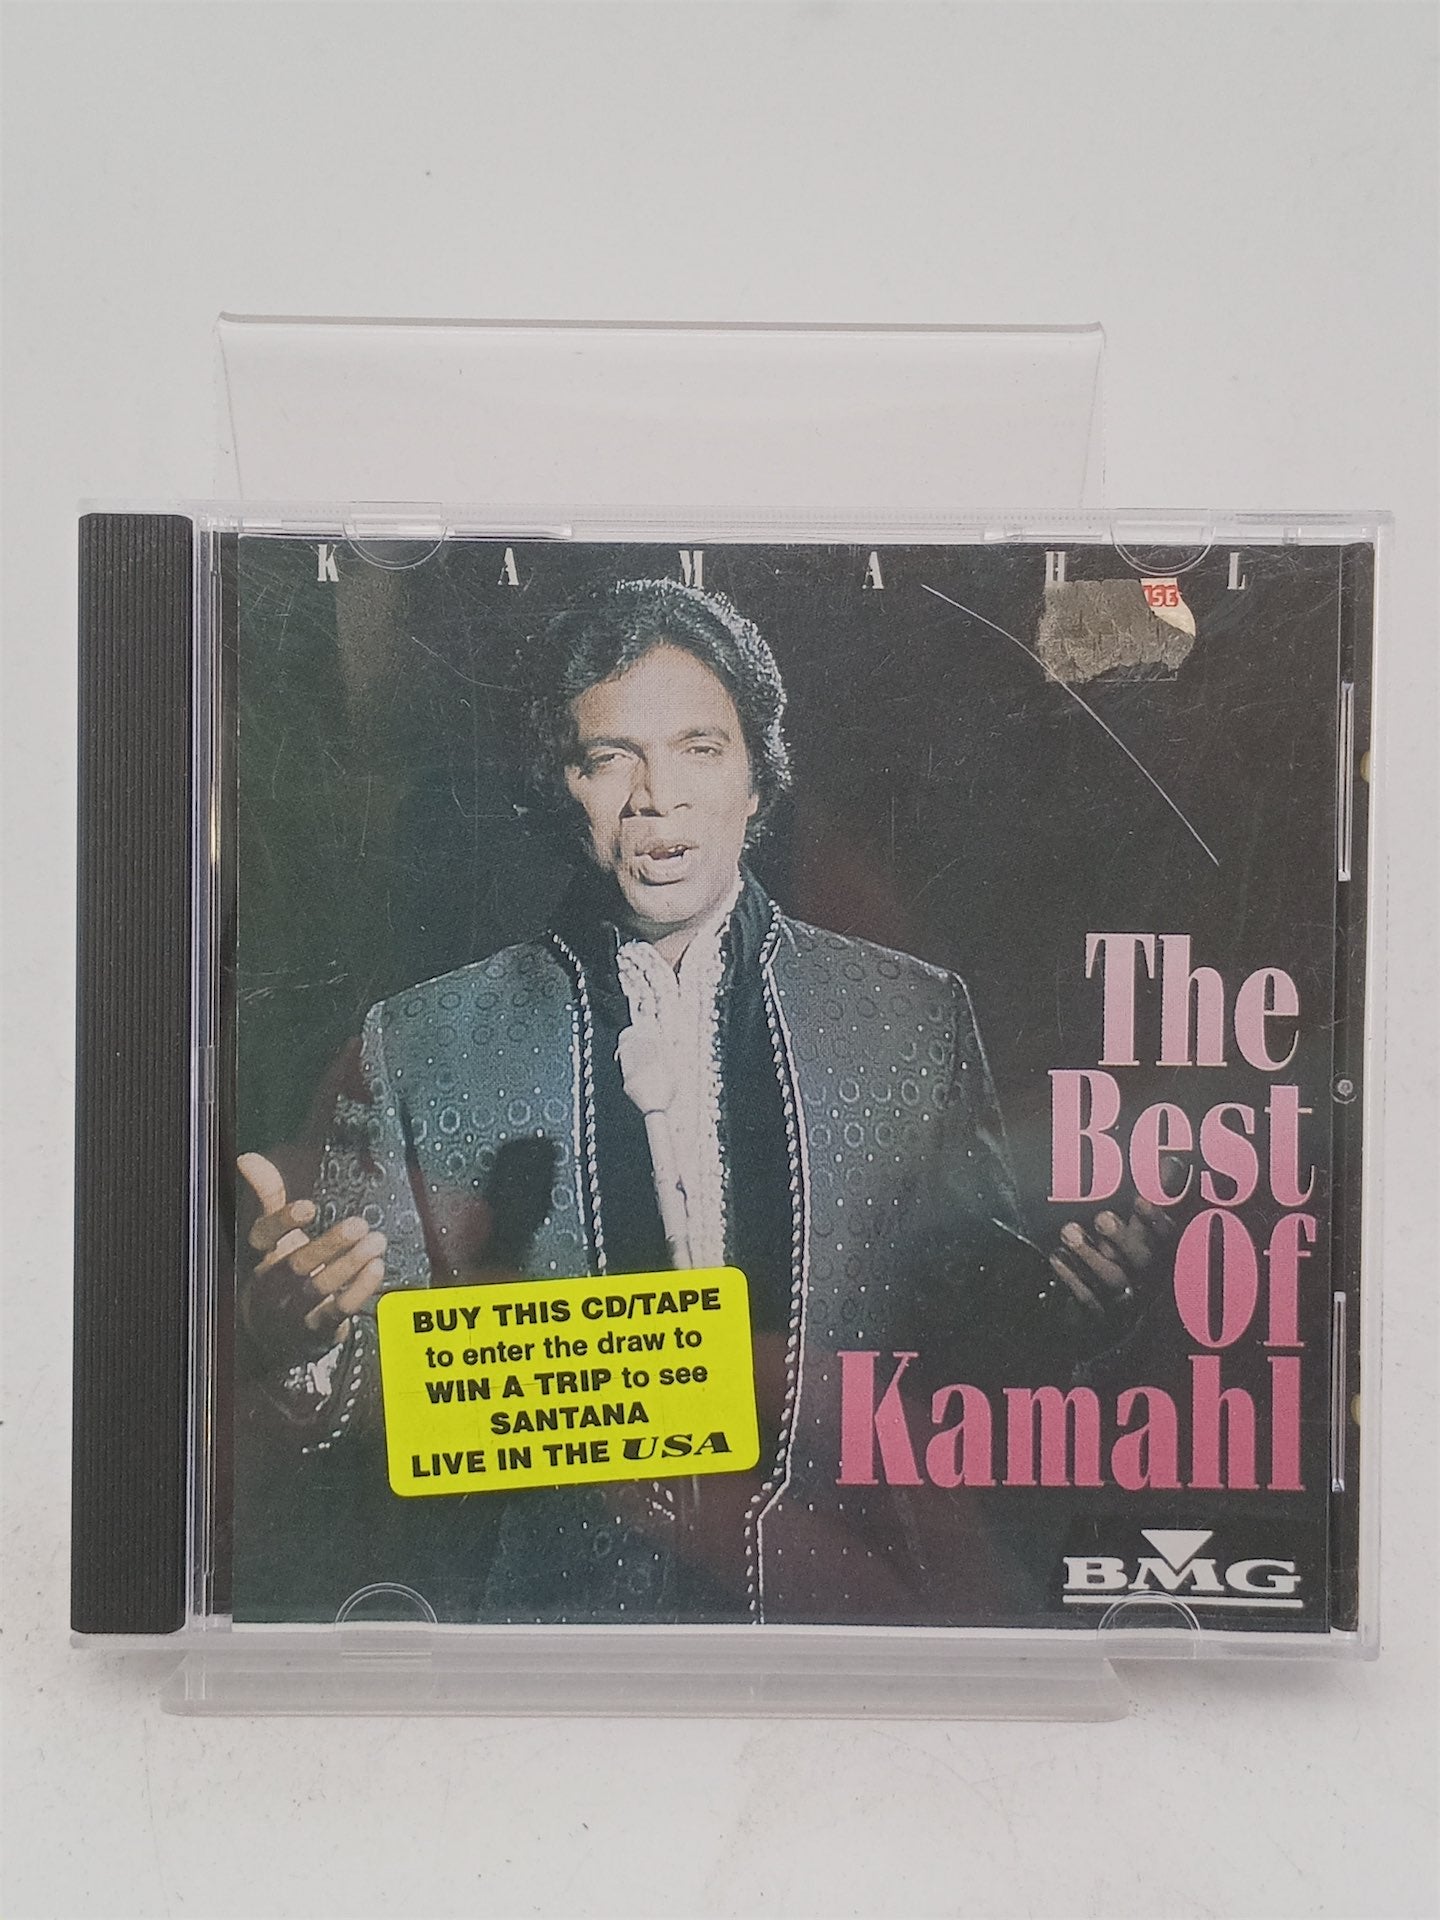 K A M A H L
The
Best
Of
Kamahl
BUY THIS CD/TAPE
to enter the draw to
WIN A TRIP to see
SANTANA
LIVE IN THE USA
BMG